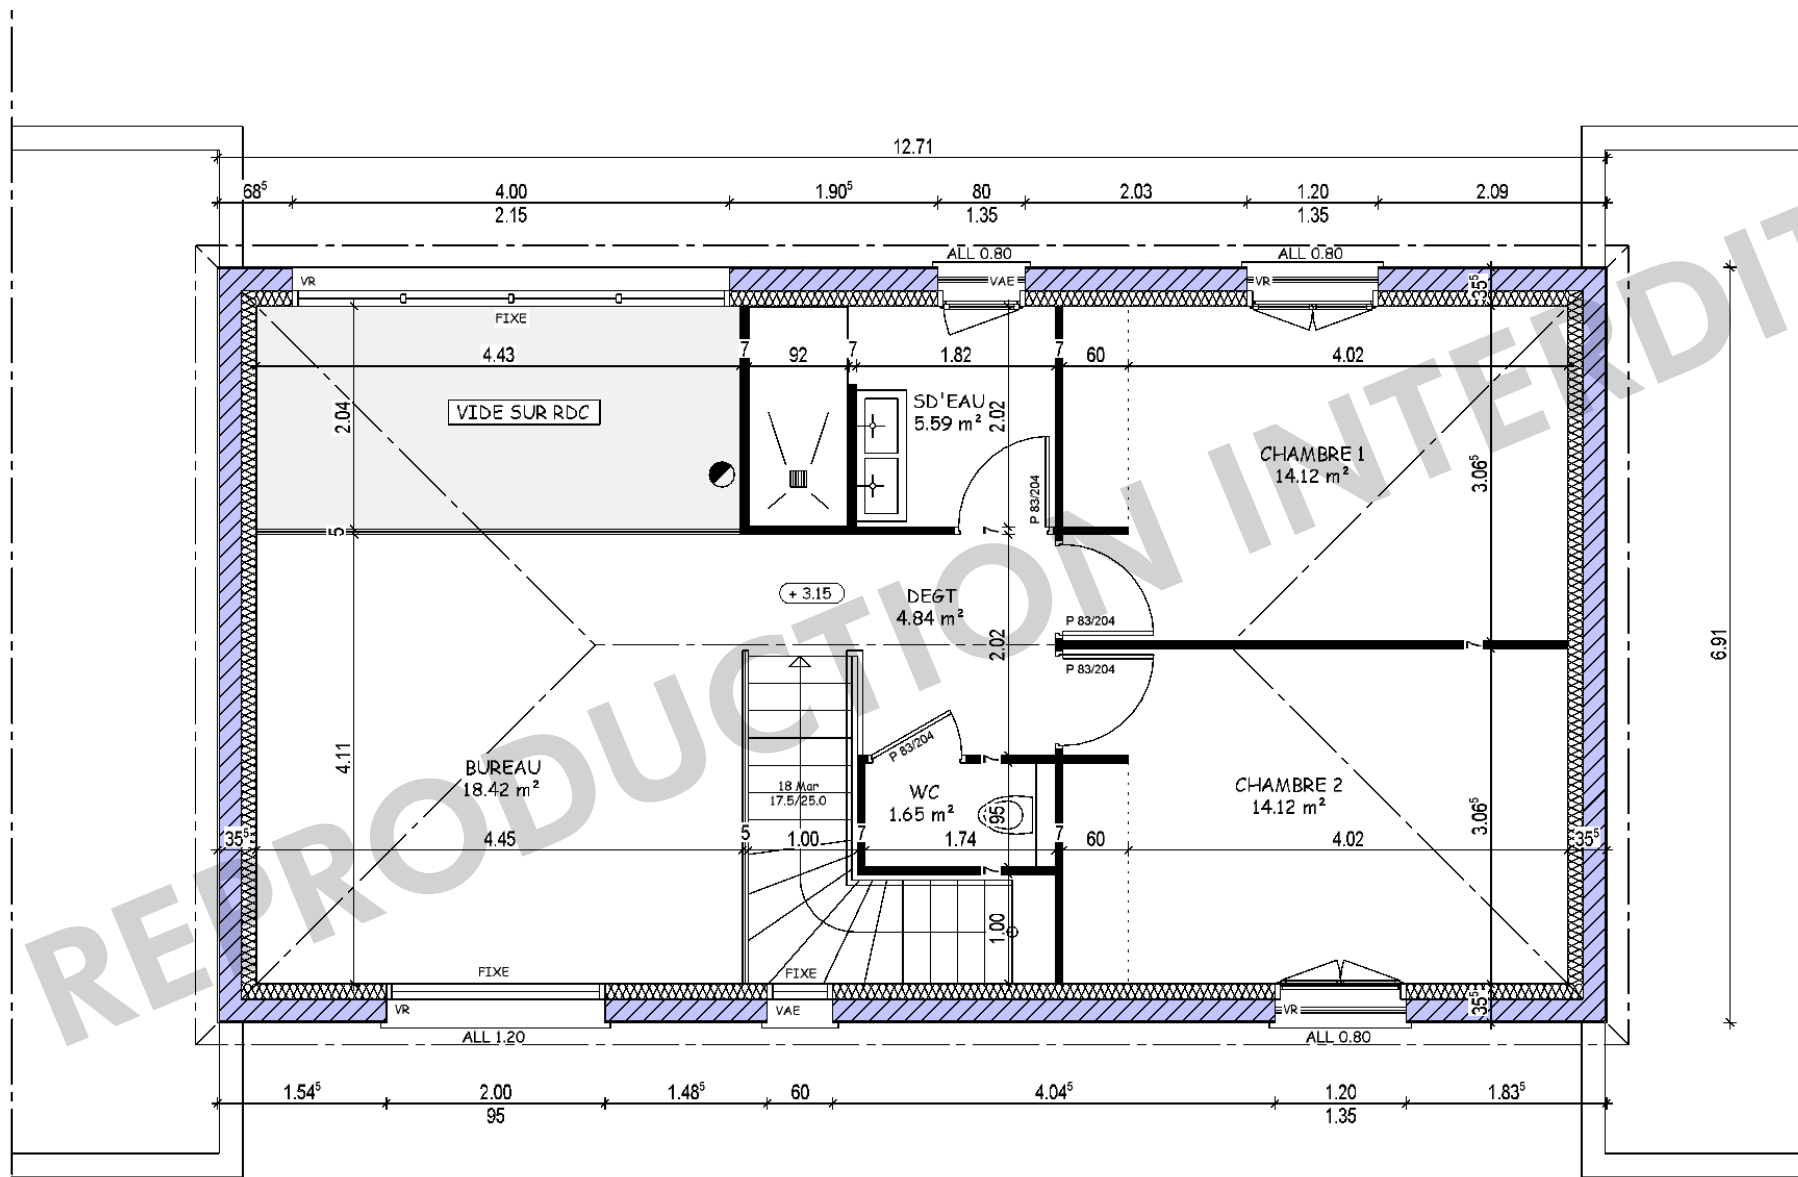 12.71
68⁵ 4.00 1.90⁵ 80 2.03 1.20 2.09
2.15 1.35 1.35
ALL 0.80 ALL 0.80
VR VAE VR 35⁵
FIXE
4.43 7 92 7 1.82 7 60 4.02
VIDE SUR RDC
2.04
SD'EAU
5.59 m²
2.02
CHAMBRE 1
14.12 m²
3.06⁵
P 83/204
5 7
+ 3.15
DEGT
4.84 m²
P 83/204
2.02 7 6.91
P 83/204
P 83/204
4.11
BUREAU
18.42 m²
7
18 Mar
17.5/25.0
WC
1.65 m²
95
CHAMBRE 2
14.12 m²
3.06⁵
35⁵ 4.45 5 1.00 7 1.74 7 60 4.02 35⁵
7
1.00
FIXE FIXE
VR VAE VR 35⁵
ALL 1.20 ALL 0.80
1.54⁵ 2.00 1.48⁵ 60 4.04⁵ 1.20 1.83⁵
95 1.35
REPRODUCTION INTERDIT